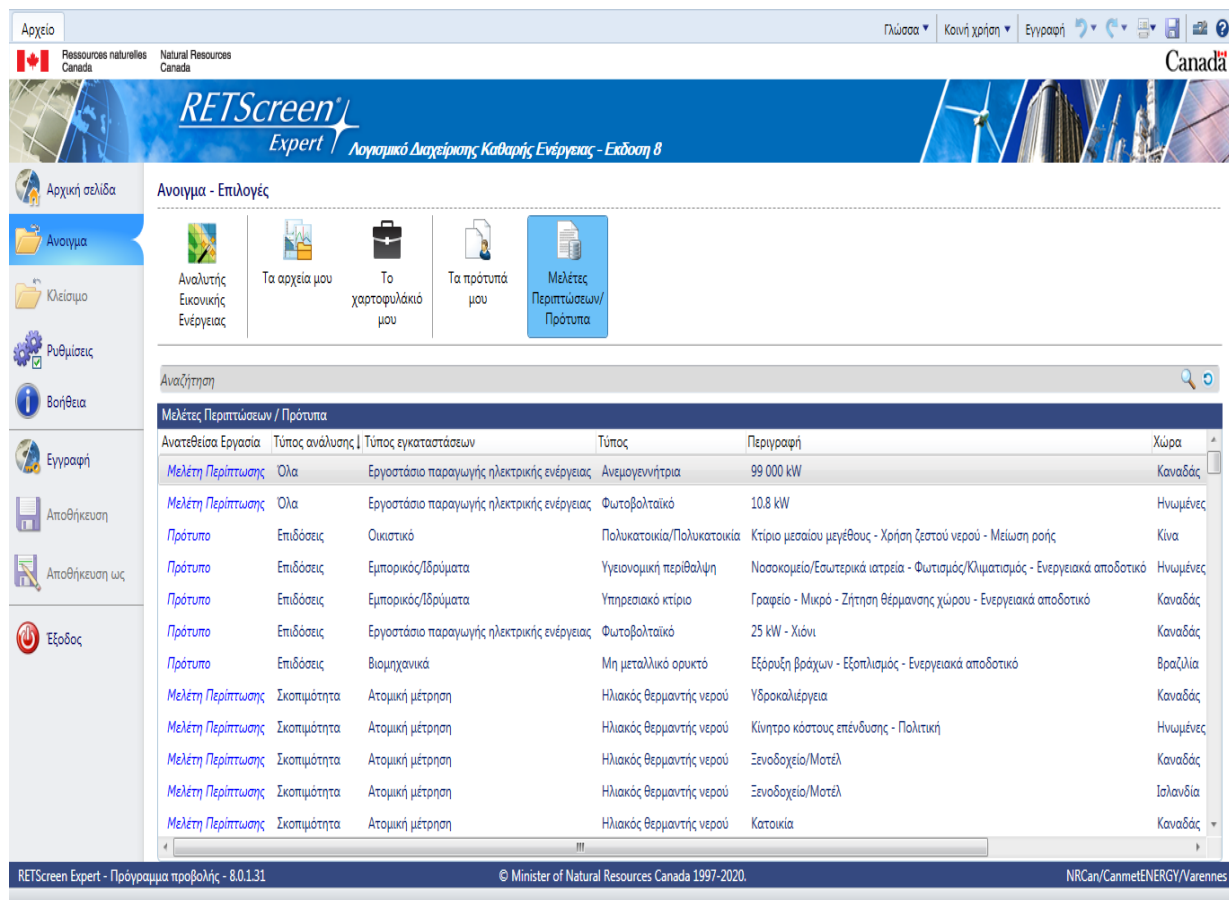 Αρχείο Γλώσσα Κοινή χρήση Εγγραφή
Ressources naturelles Canada Natural Resources Canada Canada
RETScreen®
Expert Λογισμικό Διαχείρισης Καθαρής Ενέργειας - Εκδοση 8
Αρχική σελίδα
Ανοιγμα
Κλείσιμο
Ρυθμίσεις
Βοήθεια
Εγγραφή
Αποθήκευση
Αποθήκευση ως
Έξοδος
Ανοιγμα - Επιλογές
Αναλυτής Εικονικής Ενέργειας
Τα αρχεία μου
Το χαρτοφυλάκιό μου
Τα πρότυπά μου
Μελέτες Περιπτώσεων/ Πρότυπα
Αναζήτηση
Μελέτες Περιπτώσεων / Πρότυπα
Ανατεθείσα Εργασία Τύπος ανάλυσης Τύπος εγκαταστάσεων Τύπος Περιγραφή Χώρα
Μελέτη Περίπτωσης Όλα Εργοστάσιο παραγωγής ηλεκτρικής ενέργειας Ανεμογεννήτρια 99 000 kW Καναδάς
Μελέτη Περίπτωσης Όλα Εργοστάσιο παραγωγής ηλεκτρικής ενέργειας Φωτοβολταϊκό 10.8 kW Ηνωμένες
Πρότυπο Επιδόσεις Οικιστικό Πολυκατοικία/Πολυκατοικία Κτίριο μεσαίου μεγέθους - Χρήση ζεστού νερού - Μείωση ροής Κίνα
Πρότυπο Επιδόσεις Εμπορικός/Ιδρύματα Υγειονομική περίθαλψη Νοσοκομείο/Εσωτερικά ιατρεία - Φωτισμός/Κλιματισμός - Ενεργειακά αποδοτικό Ηνωμένες
Πρότυπο Επιδόσεις Εμπορικός/Ιδρύματα Υπηρεσιακό κτίριο Γραφείο - Μικρό - Ζήτηση θέρμανσης χώρου - Ενεργειακά αποδοτικό Καναδάς
Πρότυπο Επιδόσεις Εργοστάσιο παραγωγής ηλεκτρικής ενέργειας Φωτοβολταϊκό 25 kW - Χιόνι Καναδάς
Πρότυπο Επιδόσεις Βιομηχανικά Μη μεταλλικό ορυκτό Εξόρυξη βράχων - Εξοπλισμός - Ενεργειακά αποδοτικό Βραζιλία
Μελέτη Περίπτωσης Σκοπιμότητα Ατομική μέτρηση Ηλιακός θερμαντής νερού Υδροκαλιέργεια Καναδάς
Μελέτη Περίπτωσης Σκοπιμότητα Ατομική μέτρηση Ηλιακός θερμαντής νερού Κίνητρο κόστους επένδυσης - Πολιτική Ηνωμένες
Μελέτη Περίπτωσης Σκοπιμότητα Ατομική μέτρηση Ηλιακός θερμαντής νερού Ξενοδοχείο/Μοτέλ Καναδάς
Μελέτη Περίπτωσης Σκοπιμότητα Ατομική μέτρηση Ηλιακός θερμαντής νερού Ξενοδοχείο/Μοτέλ Ισλανδία
Μελέτη Περίπτωσης Σκοπιμότητα Ατομική μέτρηση Ηλιακός θερμαντής νερού Κατοικία Καναδάς
RETScreen Expert - Πρόγραμμα προβολής - 8.0.1.31 © Minister of Natural Resources Canada 1997-2020. NRCan/CanmetENERGY/Varennes